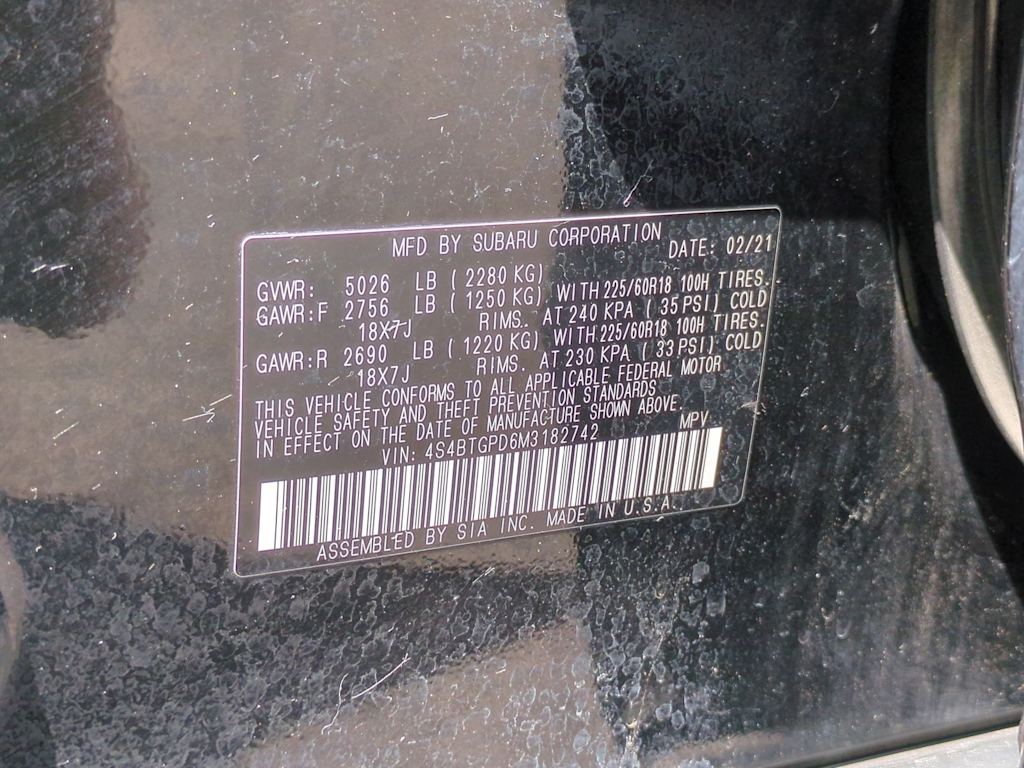 MFD BY SUBARU CORPORATION DATE: 02/21
GVWR: 5026 LB ( 2280 KG)
GAWR:F 2756 LB ( 1250 KG) WITH 225/60R18 100H TIRES.
18X7J RIMS. AT 240 KPA ( 35 PSI) COLD
GAWR:R 2690 LB ( 1220 KG) WITH 225/60R18 100H TIRES.
18X7J RIMS. AT 230 KPA ( 33 PSI) COLD
THIS VEHICLE CONFORMS TO ALL APPLICABLE FEDERAL MOTOR
VEHICLE SAFETY AND THEFT PREVENTION STANDARDS
IN EFFECT ON THE DATE OF MANUFACTURE SHOWN ABOVE
VIN: 4S4BTGPD6M3182742 MPV
ASSEMBLED BY SIA INC. MADE IN U.S.A.